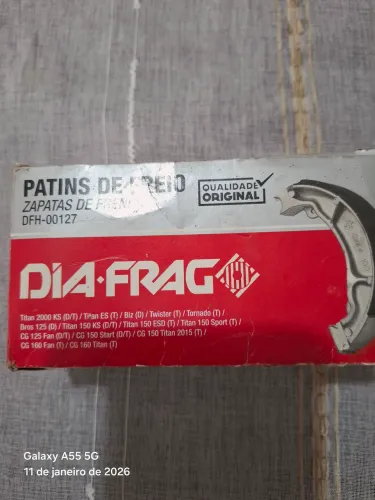 PATINS DE FREIO
ZAPATAS DE FRENO
DFH-00127
QUALIDADE
ORIGINAL
DIA-FRAG
Titan 2000 KS (D/T) / Titan ES (T) / Biz (D) / Twister (T) / Tornado (T) /
Bros 125 (D) / Titan 150 KS (D/T) / Titan 150 ESD (T) / Titan 150 Sport (T) /
CG 125 Fan (D/T) / CG 150 Start (D/T) / CG 150 Titan 2015 (T) /
CG 160 Fan (T) / CG 160 Titan (T)
Galaxy A55 5G
11 de janeiro de 2026